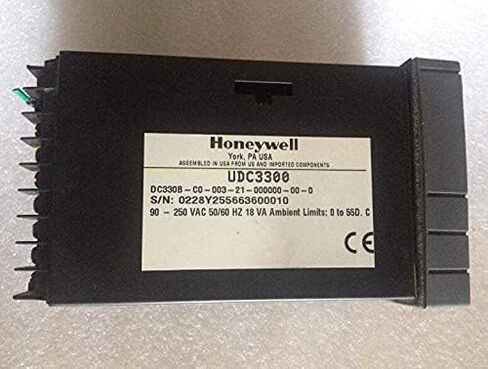 Honeywell
York, PA USA
ASSEMBLED IN USA FROM US AND IMPORTED COMPONENTS
UDC3300
DC330B-C0-003-21-000000-00-0
S/N: 0228Y255663600010
90 - 250 VAC 50/60 HZ 18 VA Ambient Limits: 0 to 55D. C
CE